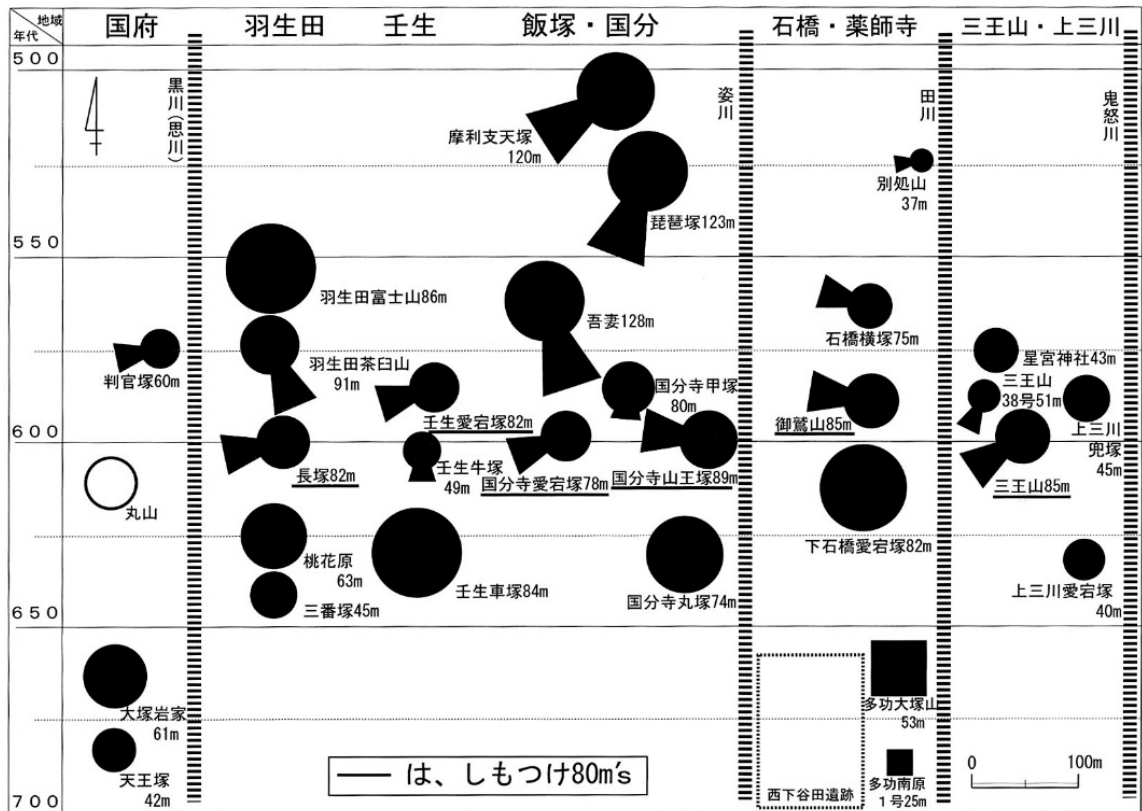 地域
年代
国府
羽生田
壬生
飯塚・国分
石橋・薬師寺
三王山・上三川
500
550
600
650
700
黒川(思川)
姿川
田川
鬼怒川
摩利支天塚
120m
琵琶塚123m
別処山
37m
羽生田富士山86m
吾妻128m
石橋横塚75m
判官塚60m
羽生田茶臼山
91m
壬生愛宕塚82m
国分寺甲塚
80m
星宮神社43m
三王山
38号51m
御鷲山85m
上三川
兜塚
45m
長塚82m
壬生牛塚
49m
国分寺愛宕塚78m
国分寺山王塚89m
三王山85m
丸山
桃花原
63m
三番塚45m
壬生車塚84m
国分寺丸塚74m
下石橋愛宕塚82m
上三川愛宕塚
40m
大塚岩家
61m
天王塚
42m
多功大塚山
53m
多功南原
1号25m
西下谷田遺跡
は、しもつけ80m's
0 100m